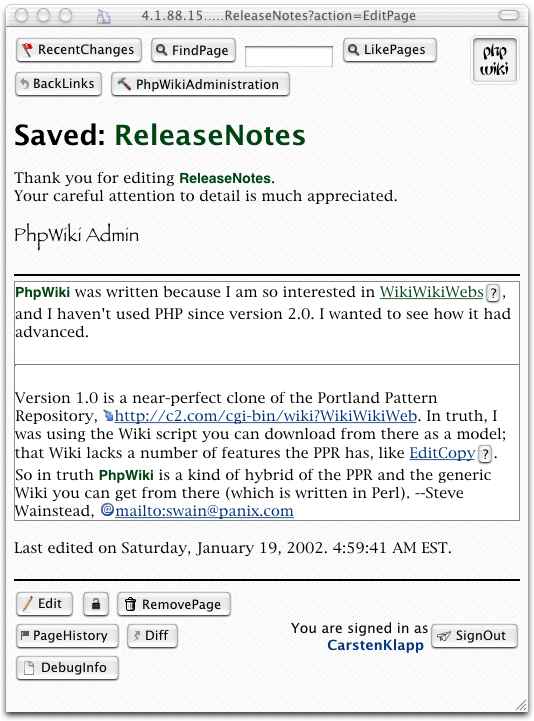 4.1.88.15.....ReleaseNotes?action=EditPage
RecentChanges FindPage LikePages
php
wiki
BackLinks PhpWikiAdministration
Saved: ReleaseNotes
Thank you for editing ReleaseNotes.
Your careful attention to detail is much appreciated.
PhpWiki Admin
PhpWiki was written because I am so interested in WikiWikiWebs?,
and I haven't used PHP since version 2.0. I wanted to see how it had
advanced.
Version 1.0 is a near-perfect clone of the Portland Pattern
Repository, http://c2.com/cgi-bin/wiki?WikiWikiWeb. In truth, I
was using the Wiki script you can download from there as a model;
that Wiki lacks a number of features the PPR has, like EditCopy?.
So in truth PhpWiki is a kind of hybrid of the PPR and the generic
Wiki you can get from there (which is written in Perl). --Steve
Wainstead, @mailto:swain@panix.com
Last edited on Saturday, January 19, 2002. 4:59:41 AM EST.
Edit RemovePage
PageHistory Diff
You are signed in as SignOut
CarstenKlapp
DebugInfo